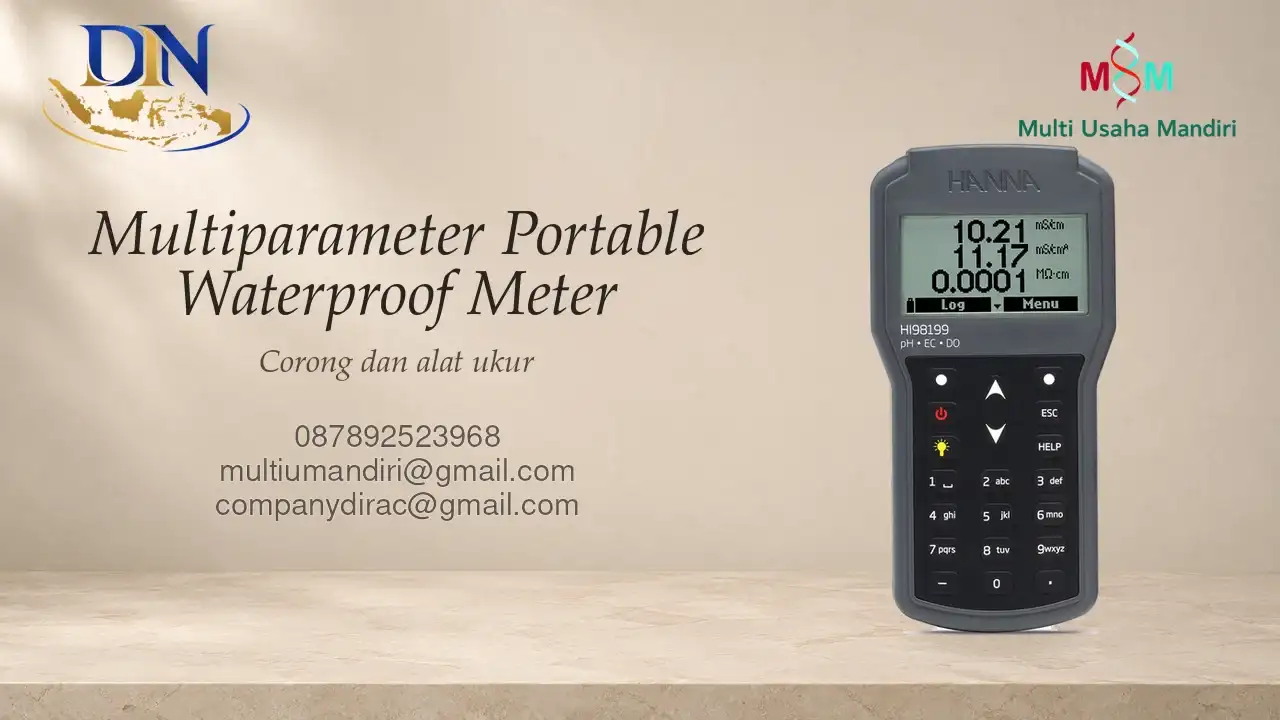 DN
MSM
Multi Usaha Mandiri
Multiparameter Portable
Waterproof Meter
Corong dan alat ukur
087892523968
multiumandiri@gmail.com
companydirac@gmail.com
HANNA
10.21 mS/cm
11.17 mS/cmᴬ
0.0001 MΩ·cm
Log Menu
HI98199
pH • EC • DO
ESC
HELP
1 2 abc 3 def
4 ghi 5 jkl 6 mno
7 pqrs 8 tuv 9 wxyz
– 0 .